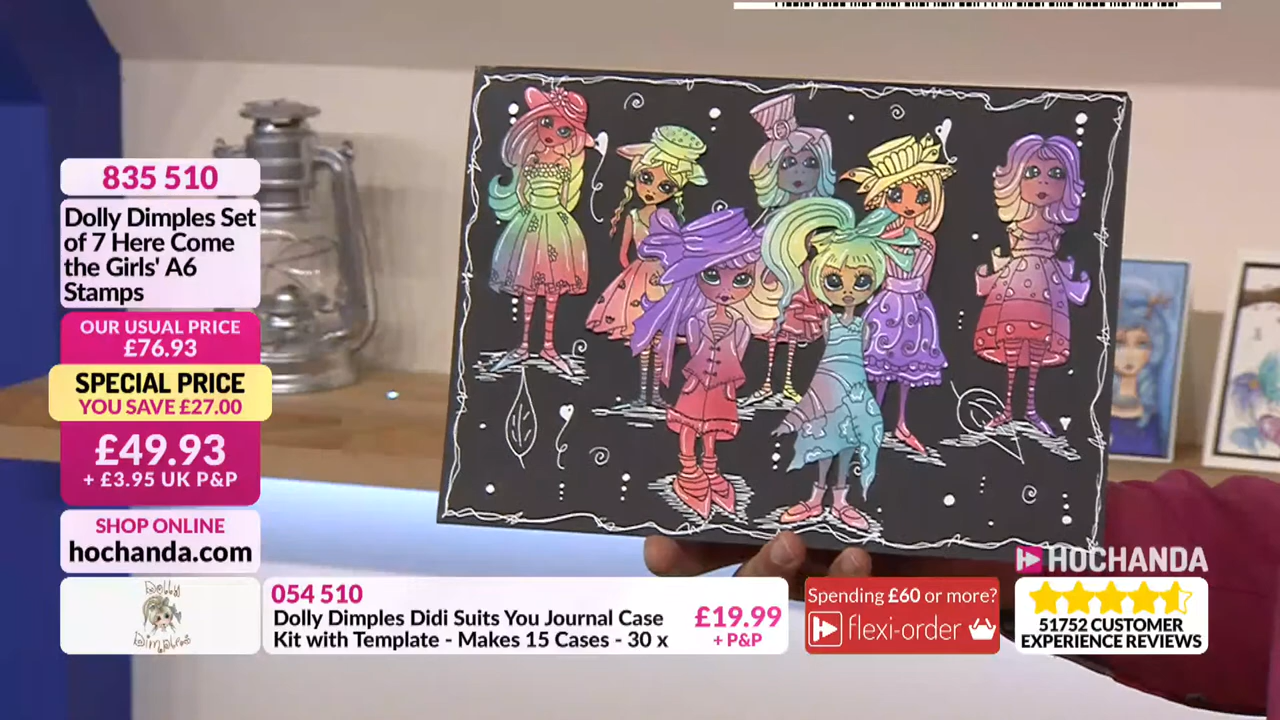 835 510
Dolly Dimples Set
of 7 Here Come
the Girls' A6
Stamps
OUR USUAL PRICE
£76.93
SPECIAL PRICE
YOU SAVE £27.00
£49.93
+ £3.95 UK P&P
SHOP ONLINE
hochanda.com
Dolly
Dimples
054 510
Dolly Dimples Didi Suits You Journal Case
Kit with Template - Makes 15 Cases - 30 x
£19.99
+ P&P
Spending £60 or more?
flexi-order
HOCHANDA
51752 CUSTOMER
EXPERIENCE REVIEWS